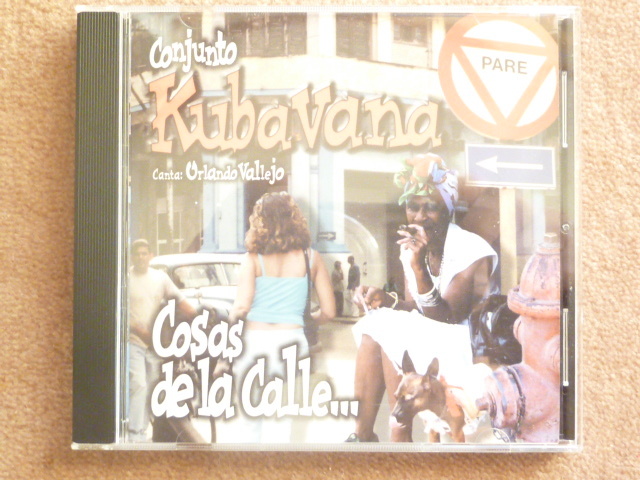 Conjunto
Kubavana
Canta: Orlando Vallejo
PARE
Cosas
de la Calle...